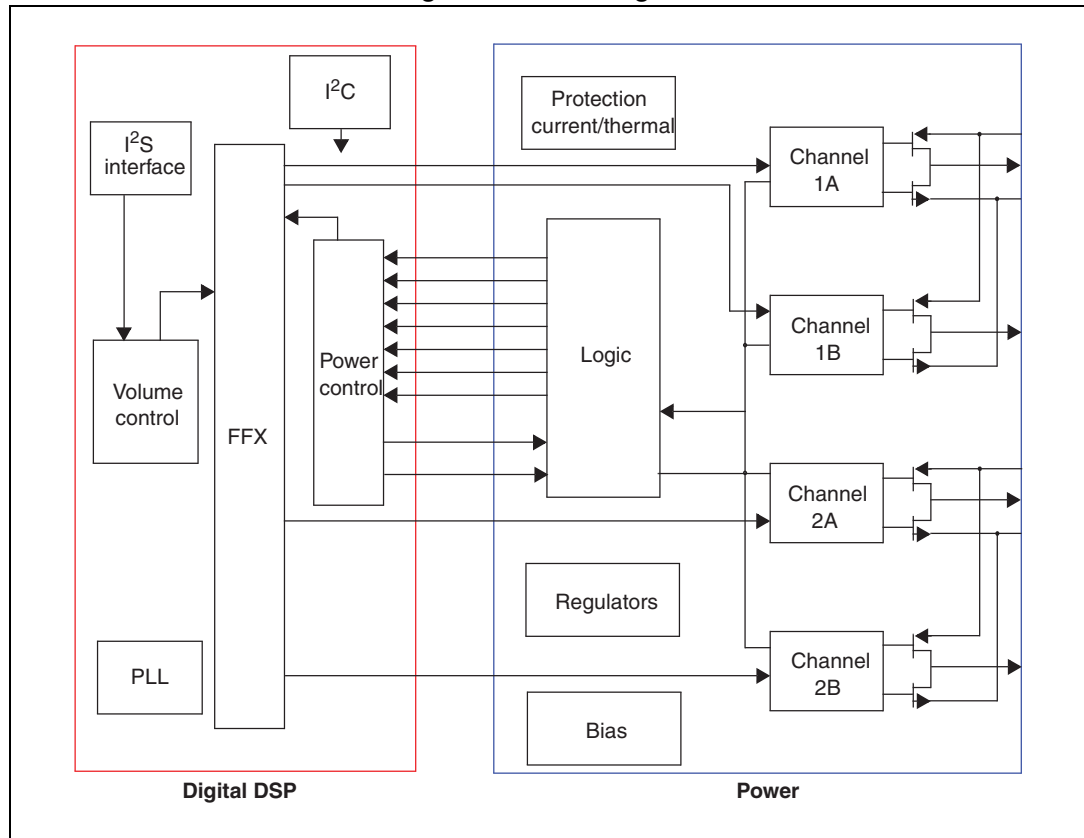 I²C
Protection
current/thermal
I²S
interface
Channel
1A
Channel
1B
Logic
Power
control
Volume
control
FFX
Channel
2A
Regulators
Channel
2B
PLL
Bias
Digital DSP
Power